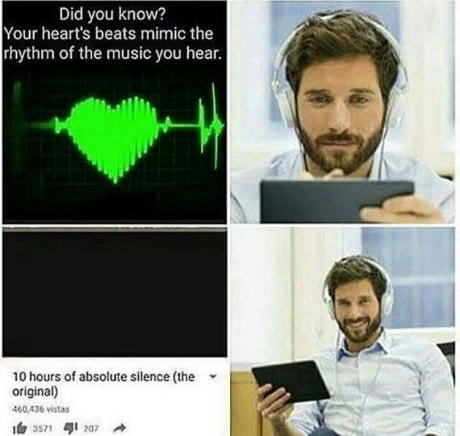 Did you know?
Your heart's beats mimic the
rhythm of the music you hear.
10 hours of absolute silence (the
original)
460,436 vistas
3571 207